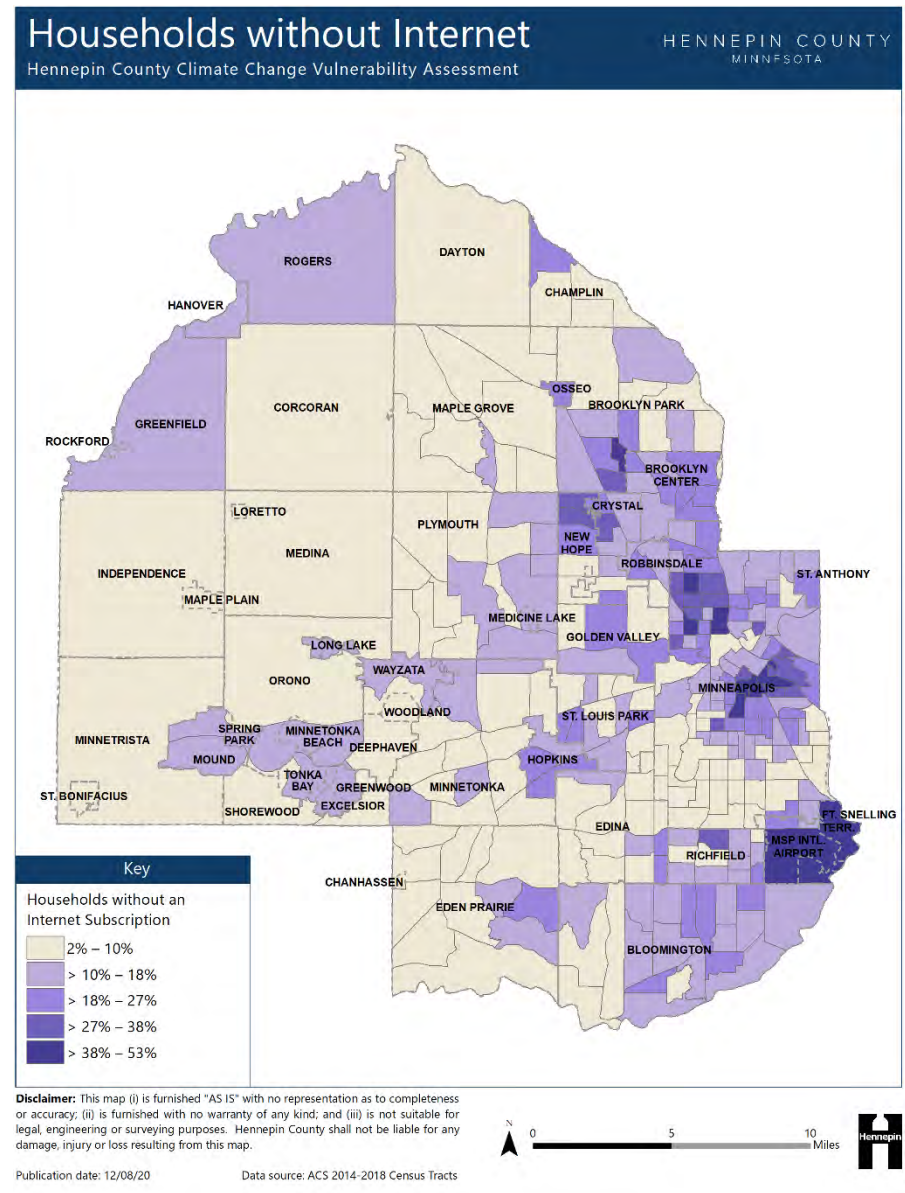 Households without Internet
Hennepin County Climate Change Vulnerability Assessment
HENNEPIN COUNTY
MINNESOTA
DAYTON
ROGERS
CHAMPLIN
HANOVER
OSSEO
BROOKLYN PARK
CORCORAN
MAPLE GROVE
GREENFIELD
ROCKFORD
BROOKLYN
CENTER
CRYSTAL
LORETTO
PLYMOUTH
NEW
HOPE
MEDINA
ROBBINSDALE
INDEPENDENCE
ST. ANTHONY
MAPLE PLAIN
MEDICINE LAKE
GOLDEN VALLEY
LONG LAKE
WAYZATA
ORONO
MINNEAPOLIS
WOODLAND
ST. LOUIS PARK
SPRING
PARK
MINNETONKA
BEACH
MINNETRISTA
DEEPHAVEN
MOUND
HOPKINS
TONKA
BAY
GREENWOOD
MINNETONKA
ST. BONIFACIUS
EXCELSIOR
SHOREWOOD
FT. SNELLING
TERR.
EDINA
MSP INTL.
AIRPORT
RICHFIELD
CHANHASSEN
EDEN PRAIRIE
BLOOMINGTON
Key
Households without an
Internet Subscription
2% – 10%
> 10% – 18%
> 18% – 27%
> 27% – 38%
> 38% – 53%
Disclaimer: This map (i) is furnished "AS IS" with no representation as to completeness
or accuracy; (ii) is furnished with no warranty of any kind; and (iii) is not suitable for
legal, engineering or surveying purposes. Hennepin County shall not be liable for any
damage, injury or loss resulting from this map.
Publication date: 12/08/20
Data source: ACS 2014-2018 Census Tracts
N
0 5 10
Miles
Hennepin